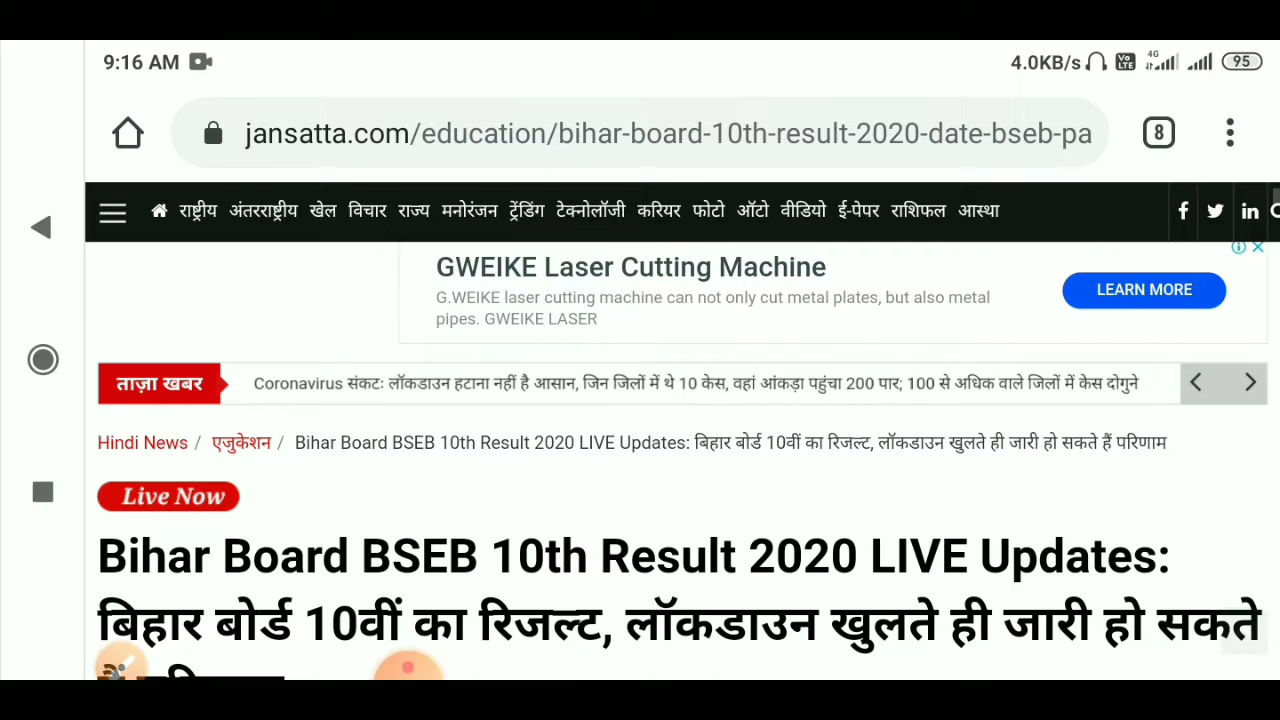 9:16 AM
4.0KB/s
Vo LTE
4G
95
jansatta.com/education/bihar-board-10th-result-2020-date-bseb-pa
8
राष्ट्रीय अंतरराष्ट्रीय खेल विचार राज्य मनोरंजन ट्रेंडिंग टेक्नोलॉजी करियर फोटो ऑटो वीडियो ई-पेपर राशिफल आस्था
GWEIKE Laser Cutting Machine
G.WEIKE laser cutting machine can not only cut metal plates, but also metal
pipes. GWEIKE LASER
LEARN MORE
ताज़ा खबर
Coronavirus संकटः लॉकडाउन हटाना नहीं है आसान, जिन जिलों में थे 10 केस, वहां आंकड़ा पहुंचा 200 पार; 100 से अधिक वाले जिलों में केस दोगुने
Hindi News / एजुकेशन / Bihar Board BSEB 10th Result 2020 LIVE Updates: बिहार बोर्ड 10वीं का रिजल्ट, लॉकडाउन खुलते ही जारी हो सकते हैं परिणाम
Live Now
Bihar Board BSEB 10th Result 2020 LIVE Updates:
बिहार बोर्ड 10वीं का रिजल्ट, लॉकडाउन खुलते ही जारी हो सकते